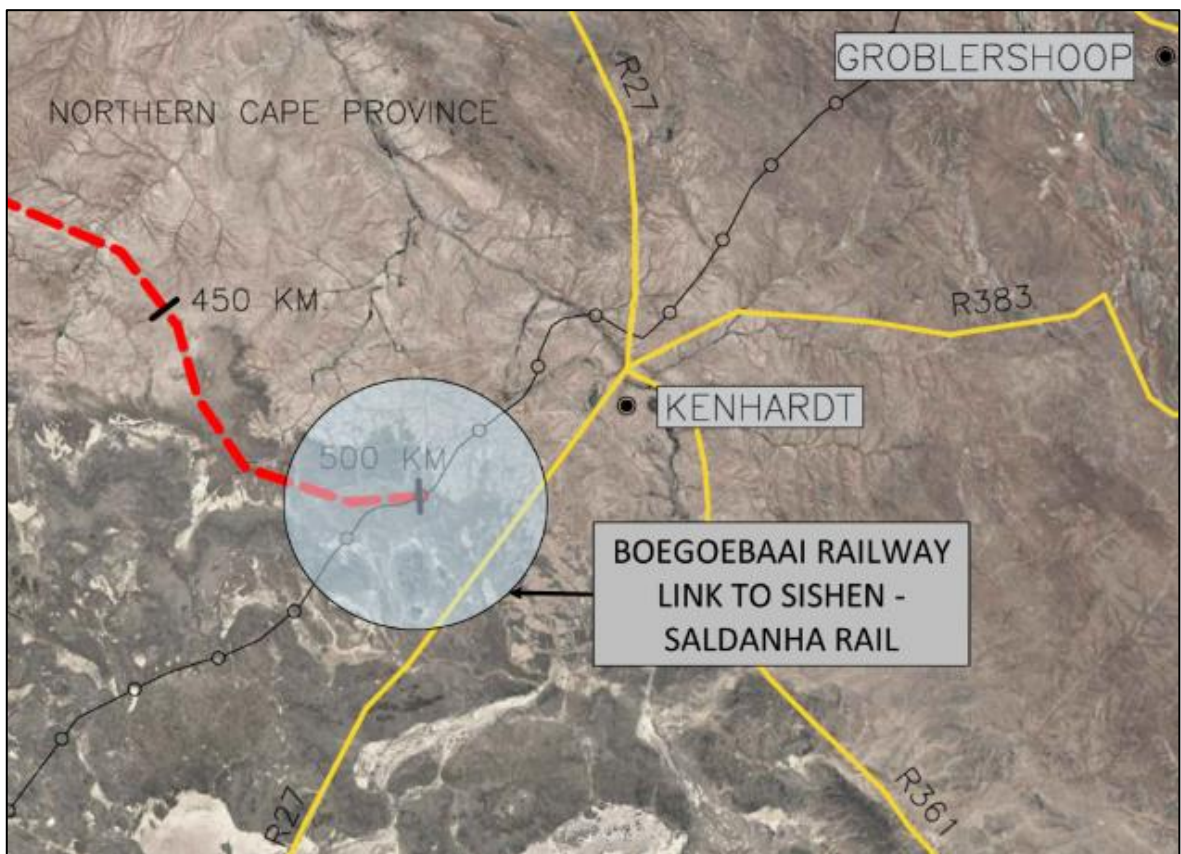 GROBLERSHOOP
R27
NORTHERN CAPE PROVINCE
450 KM
R383
KENHARDT
500 KM
BOEGOEBAAI RAILWAY
LINK TO SISHEN -
SALDANHA RAIL
R27
R361